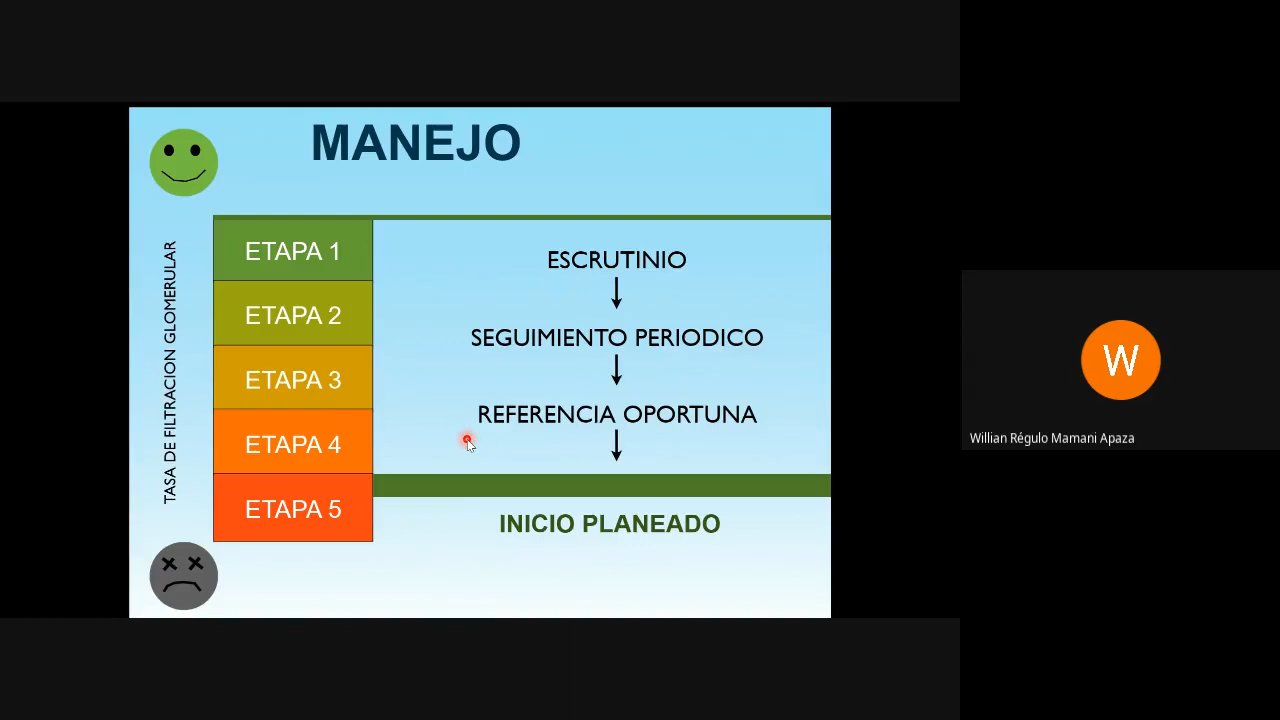 MANEJO
TASA DE FILTRACION GLOMERULAR
ETAPA 1
ETAPA 2
ETAPA 3
ETAPA 4
ETAPA 5
ESCRUTINIO
SEGUIMIENTO PERIODICO
REFERENCIA OPORTUNA
INICIO PLANEADO
W
Willian Régulo Mamani Apaza